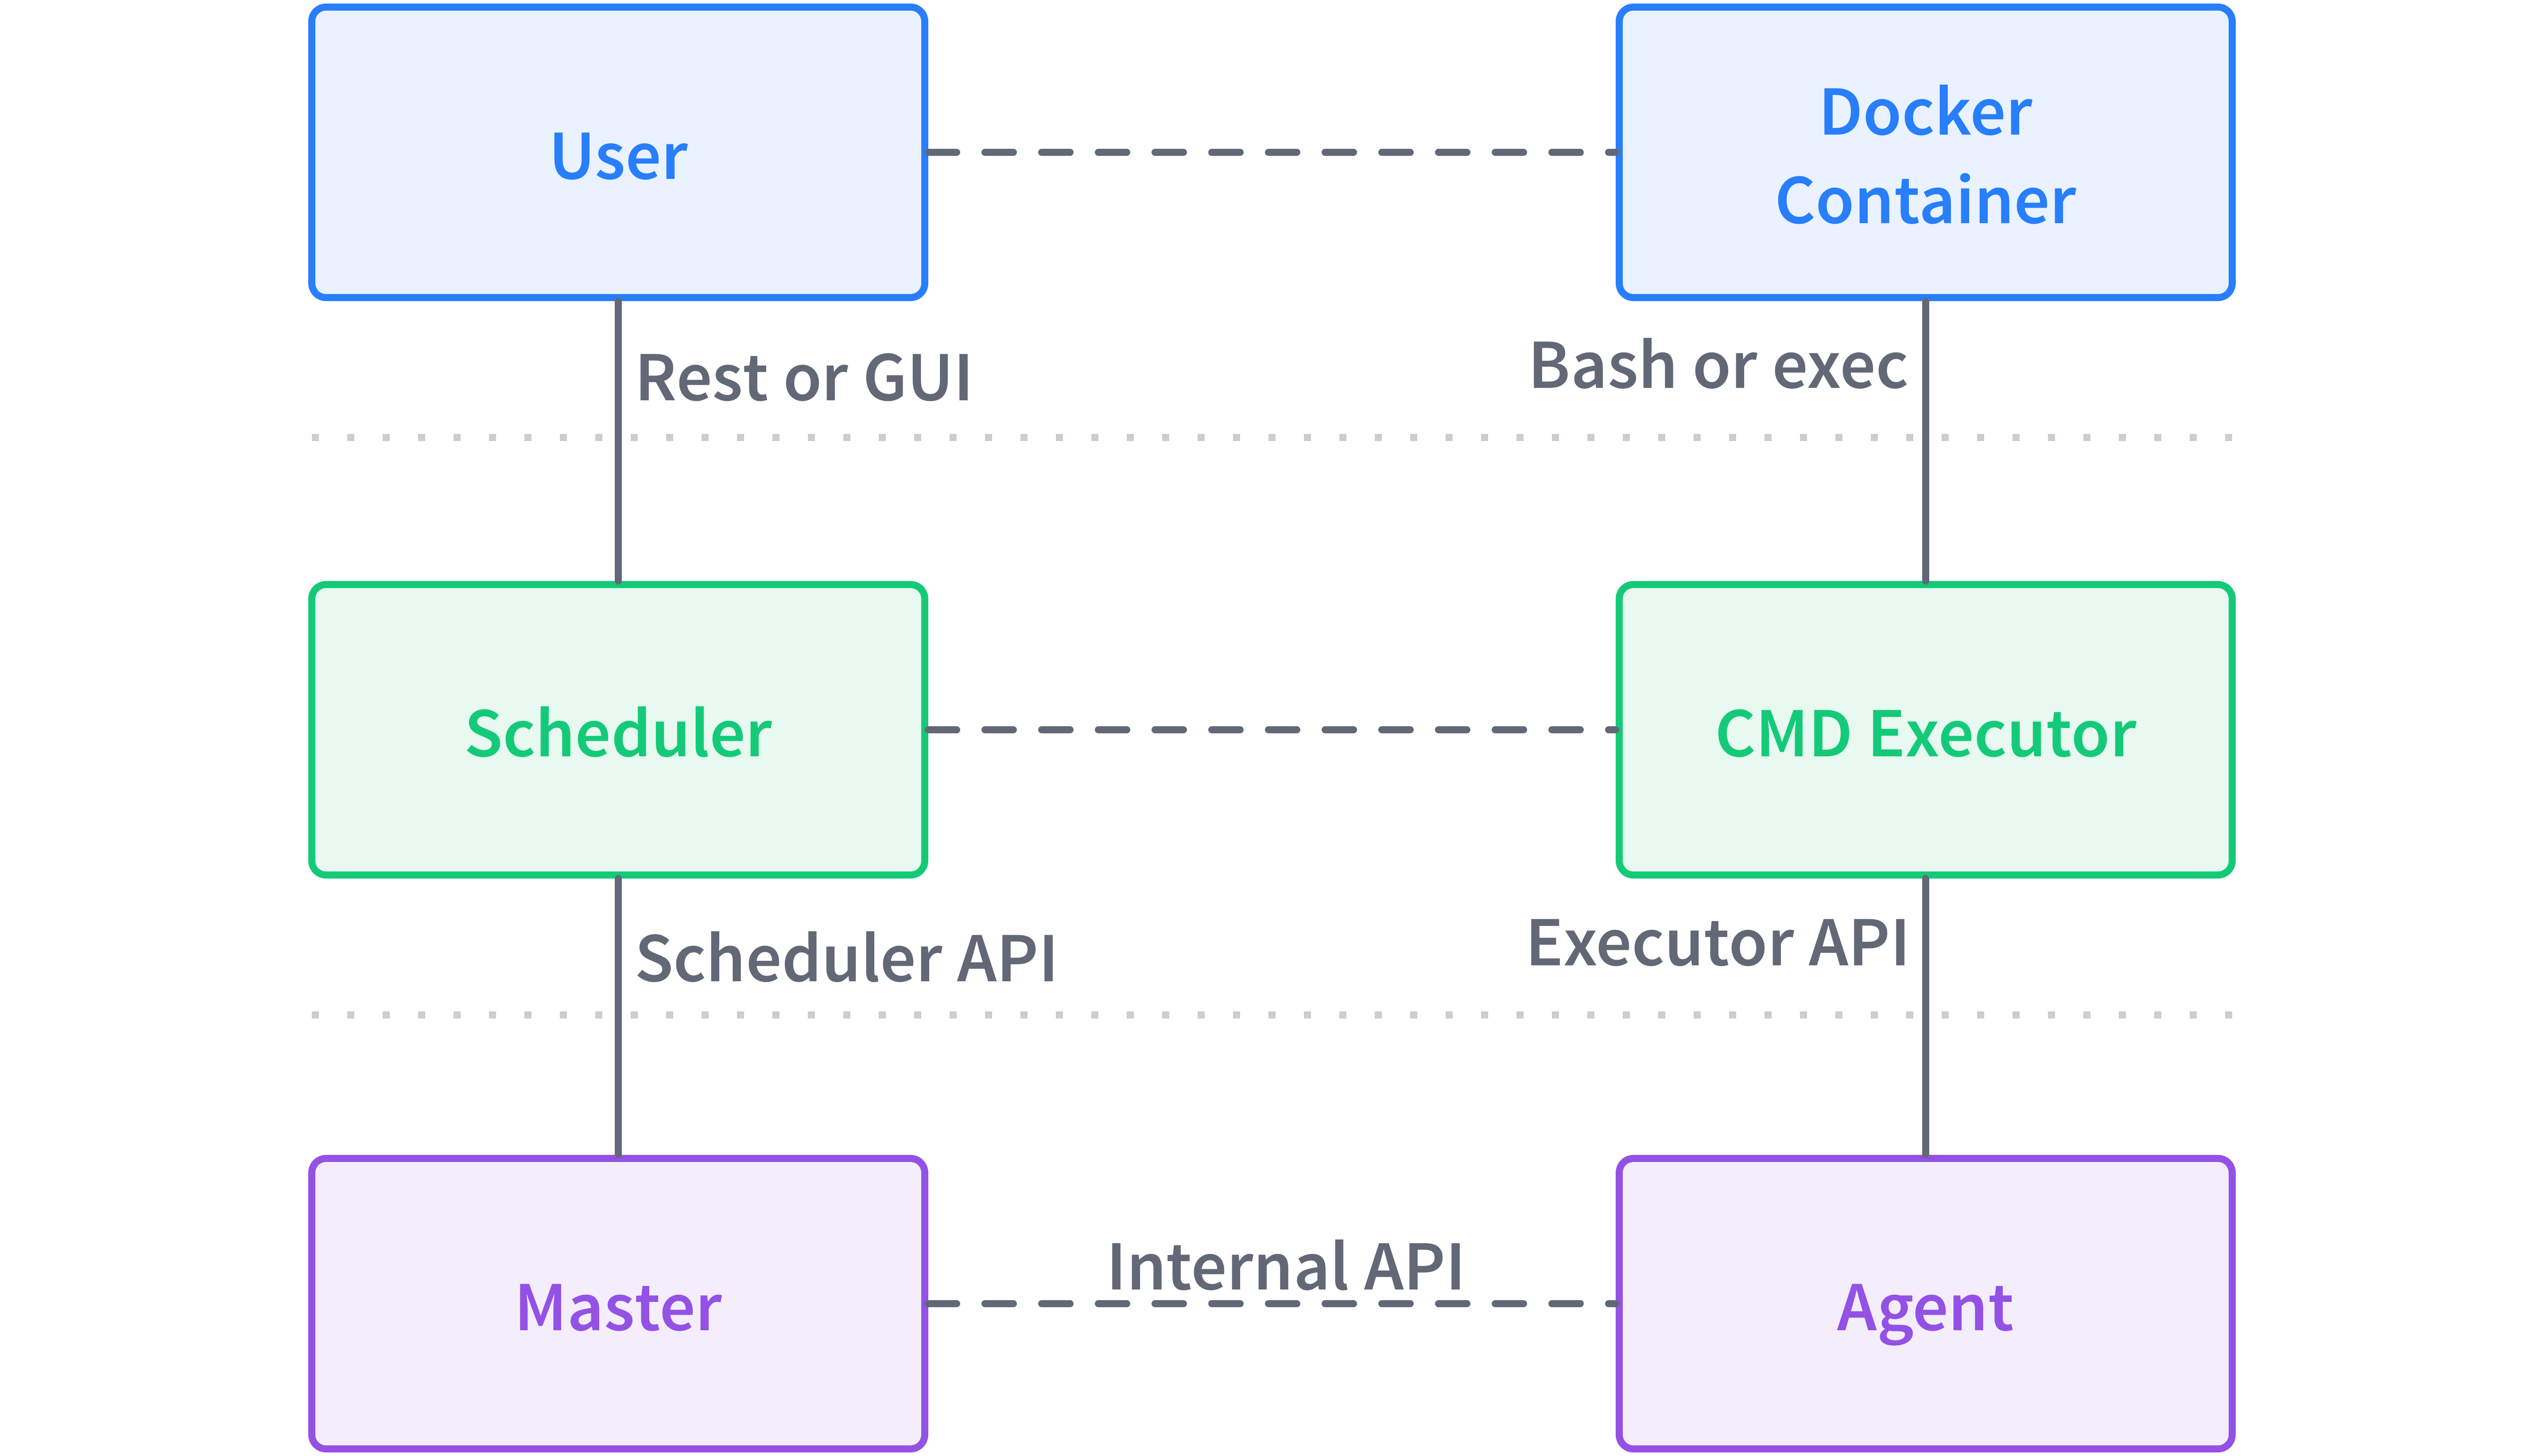 User
Docker
Container
Rest or GUI
Bash or exec
Scheduler
CMD Executor
Scheduler API
Executor API
Internal API
Master
Agent